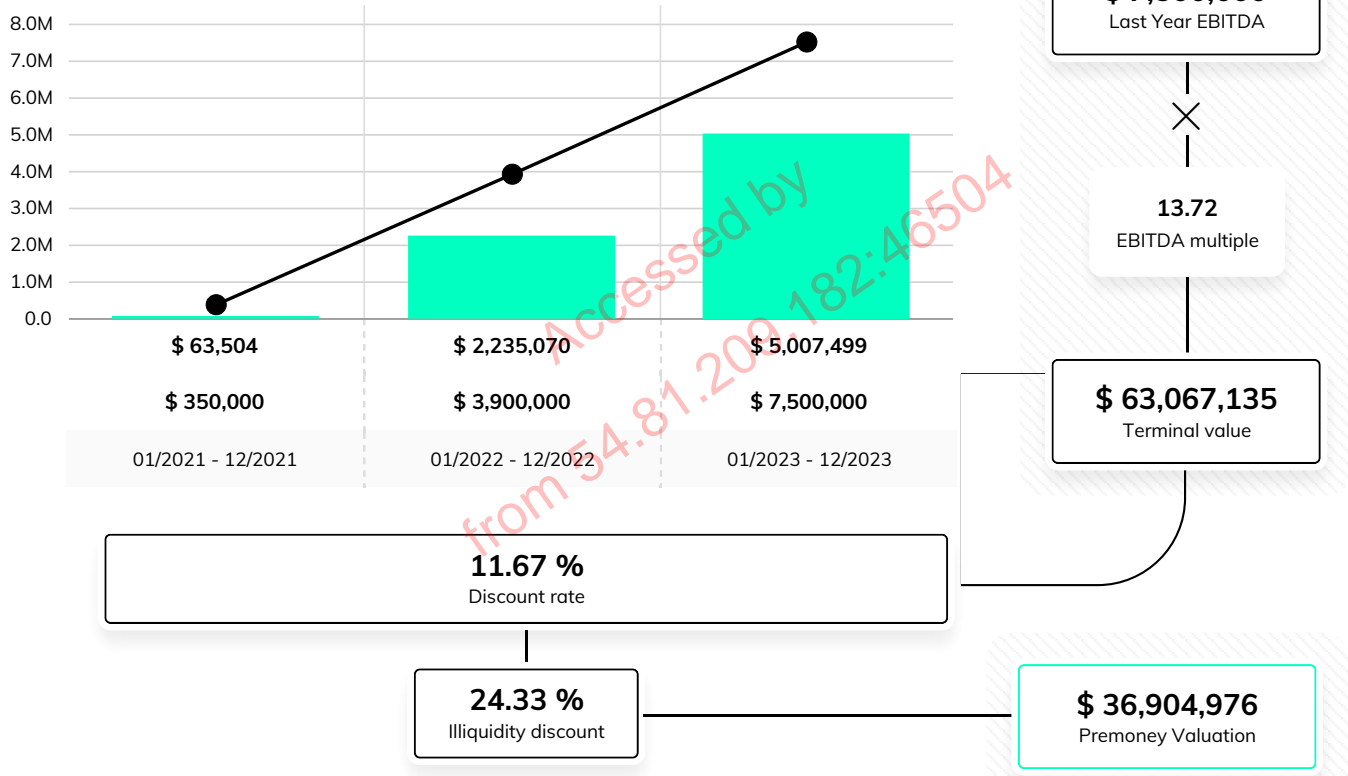 Last Year EBITDA
8.0M
7.0M
6.0M
5.0M
4.0M
3.0M
2.0M
1.0M
0.0
13.72
EBITDA multiple
$ 63,504
$ 2,235,070
$ 5,007,499
$ 350,000
$ 3,900,000
$ 7,500,000
01/2021 - 12/2021
01/2022 - 12/2022
01/2023 - 12/2023
$ 63,067,135
Terminal value
11.67 %
Discount rate
24.33 %
Illiquidity discount
$ 36,904,976
Premoney Valuation
Accessed by
from 54.81.209.182:46504